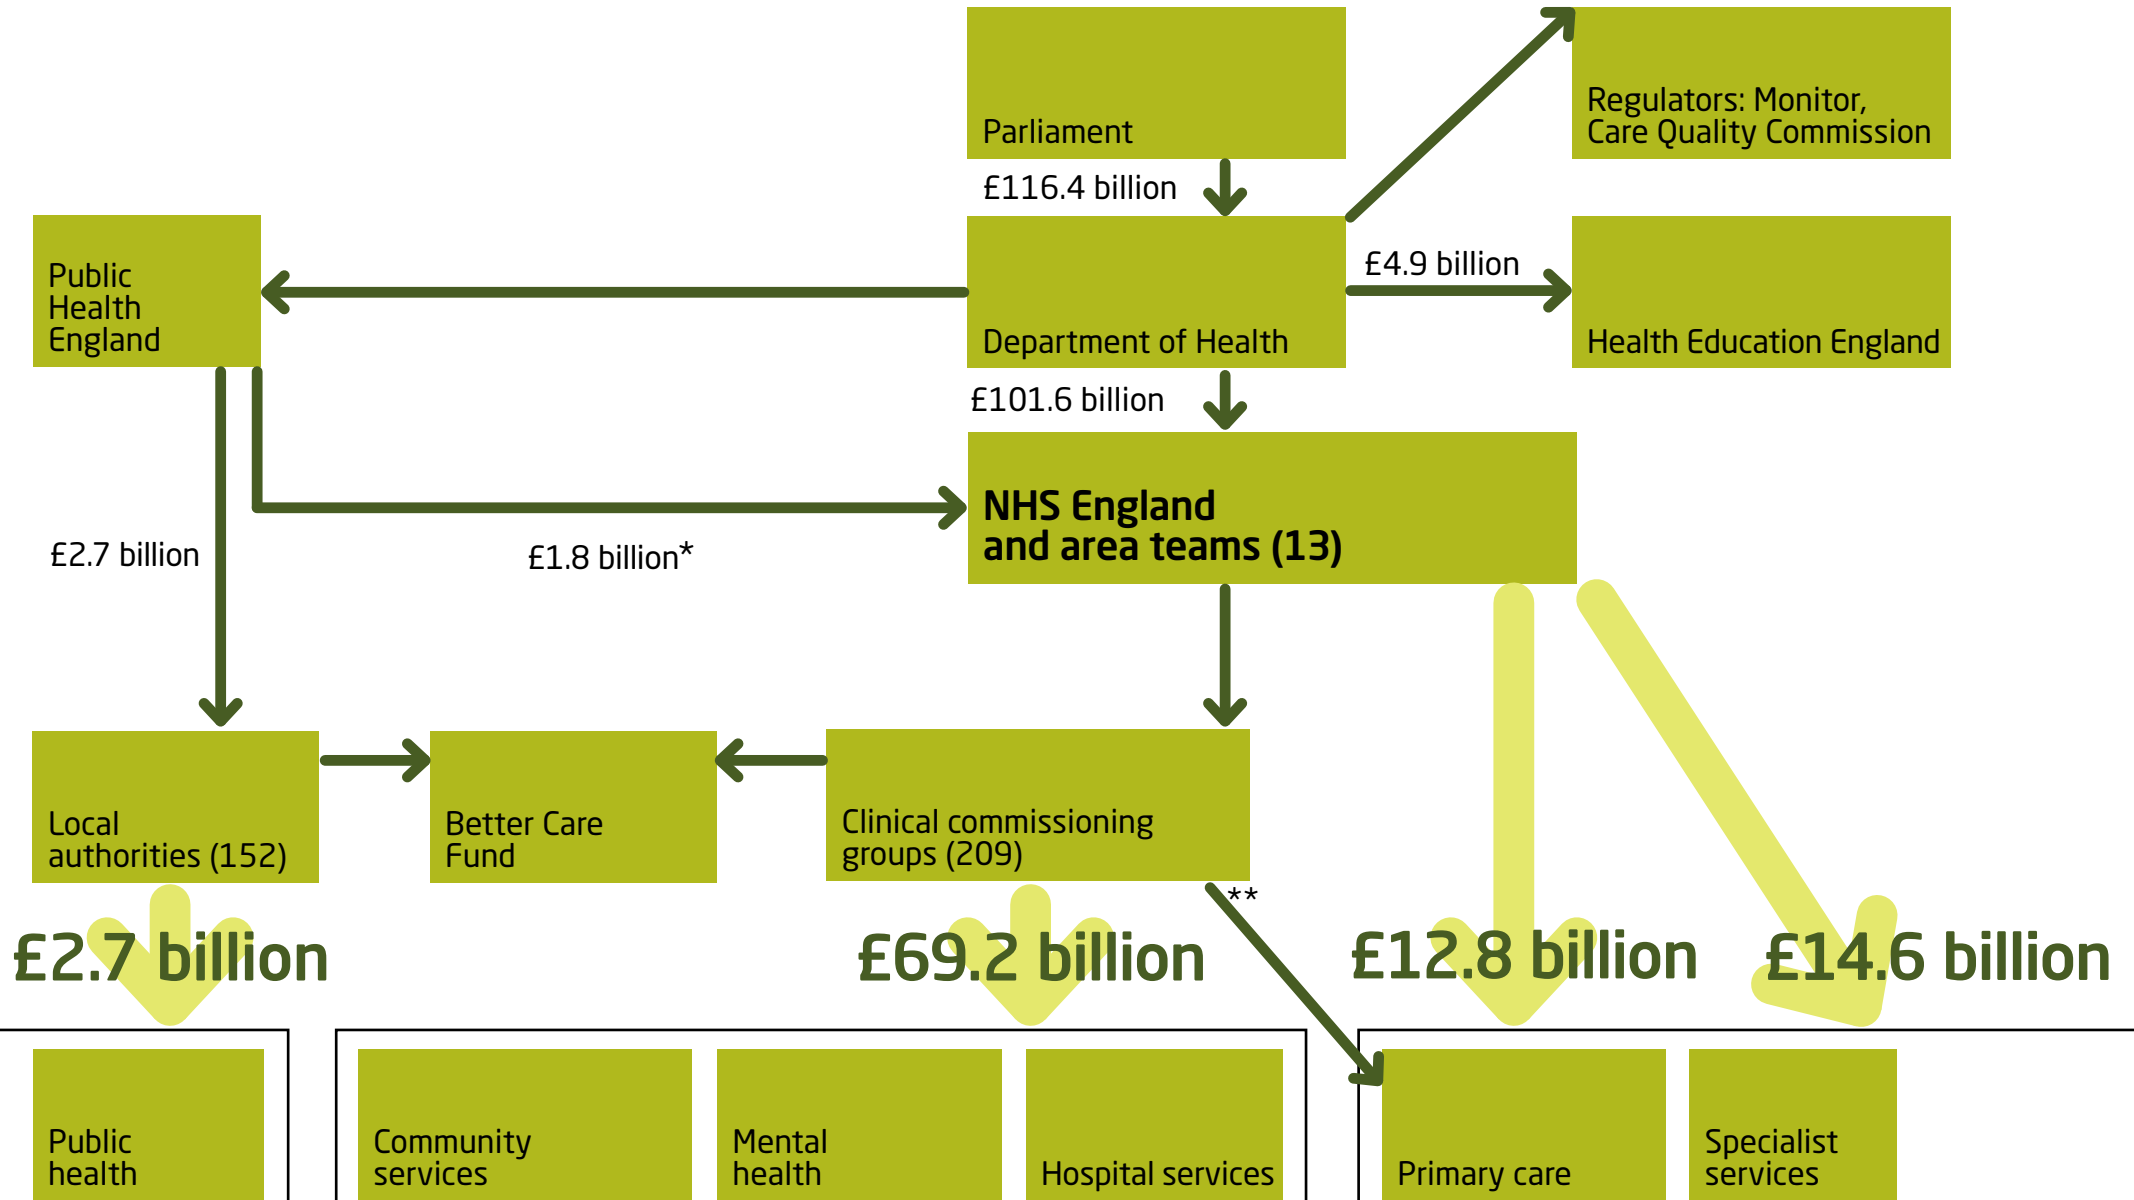 Parliament
Regulators: Monitor,
Care Quality Commission
£116.4 billion
Public
Health
England
Department of Health
£4.9 billion
Health Education England
£101.6 billion
NHS England
and area teams (13)
£2.7 billion
£1.8 billion*
Local
authorities (152)
Better Care
Fund
Clinical commissioning
groups (209)
**
£2.7 billion
£69.2 billion
£12.8 billion
£14.6 billion
Public
health
Community
services
Mental
health
Hospital services
Primary care
Specialist
services